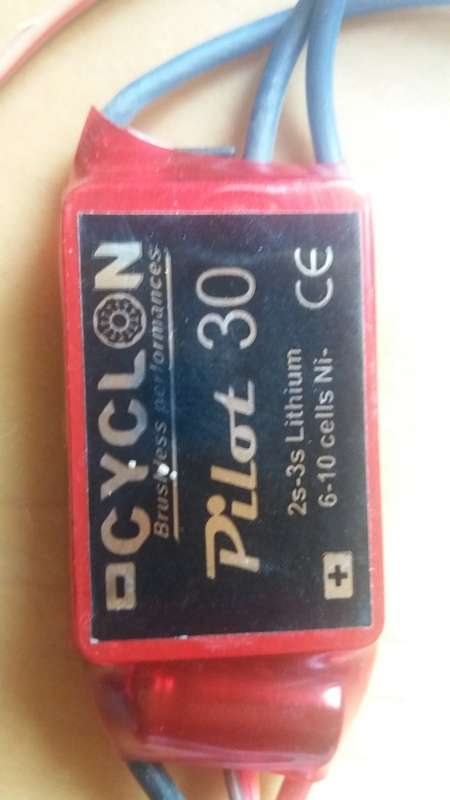 CYCLON
Brushless performances
Pilot 30
2s-3s Lithium
6-10 cells Ni-
CE
- +